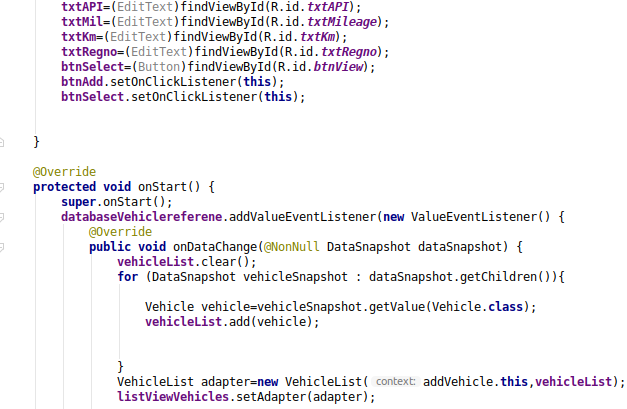 txtAPI=(EditText)findViewById(R.id.txtAPI);
txtMil=(EditText)findViewById(R.id.txtMileage);
txtKm=(EditText)findViewById(R.id.txtKm);
txtRegno=(EditText)findViewById(R.id.txtRegno);
btnSelect=(Button)findViewById(R.id.btnView);
btnAdd.setOnClickListener(this);
btnSelect.setOnClickListener(this);
}
@Override
protected void onStart() {
super.onStart();
databaseVehiclereferene.addValueEventListener(new ValueEventListener() {
@Override
public void onDataChange(@NonNull DataSnapshot dataSnapshot) {
vehicleList.clear();
for (DataSnapshot vehicleSnapshot : dataSnapshot.getChildren()){
Vehicle vehicle=vehicleSnapshot.getValue(Vehicle.class);
vehicleList.add(vehicle);
}
VehicleList adapter=new VehicleList( context: addVehicle.this,vehicleList);
listViewVehicles.setAdapter(adapter);